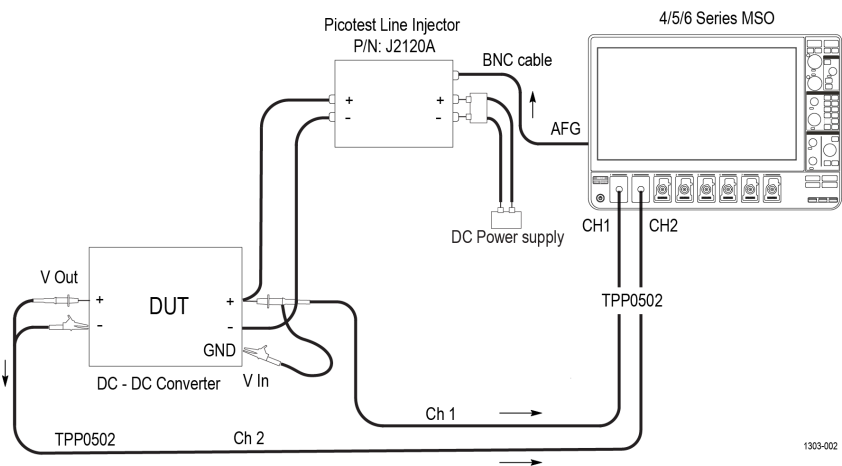 4/5/6 Series MSO
Picotest Line Injector
P/N: J2120A
BNC cable
+
+
-
-
AFG
DC Power supply
CH1
CH2
V Out
+
DUT
+
-
-
GND
TPP0502
DC - DC Converter
V In
Ch 1
TPP0502
Ch 2
1303-002